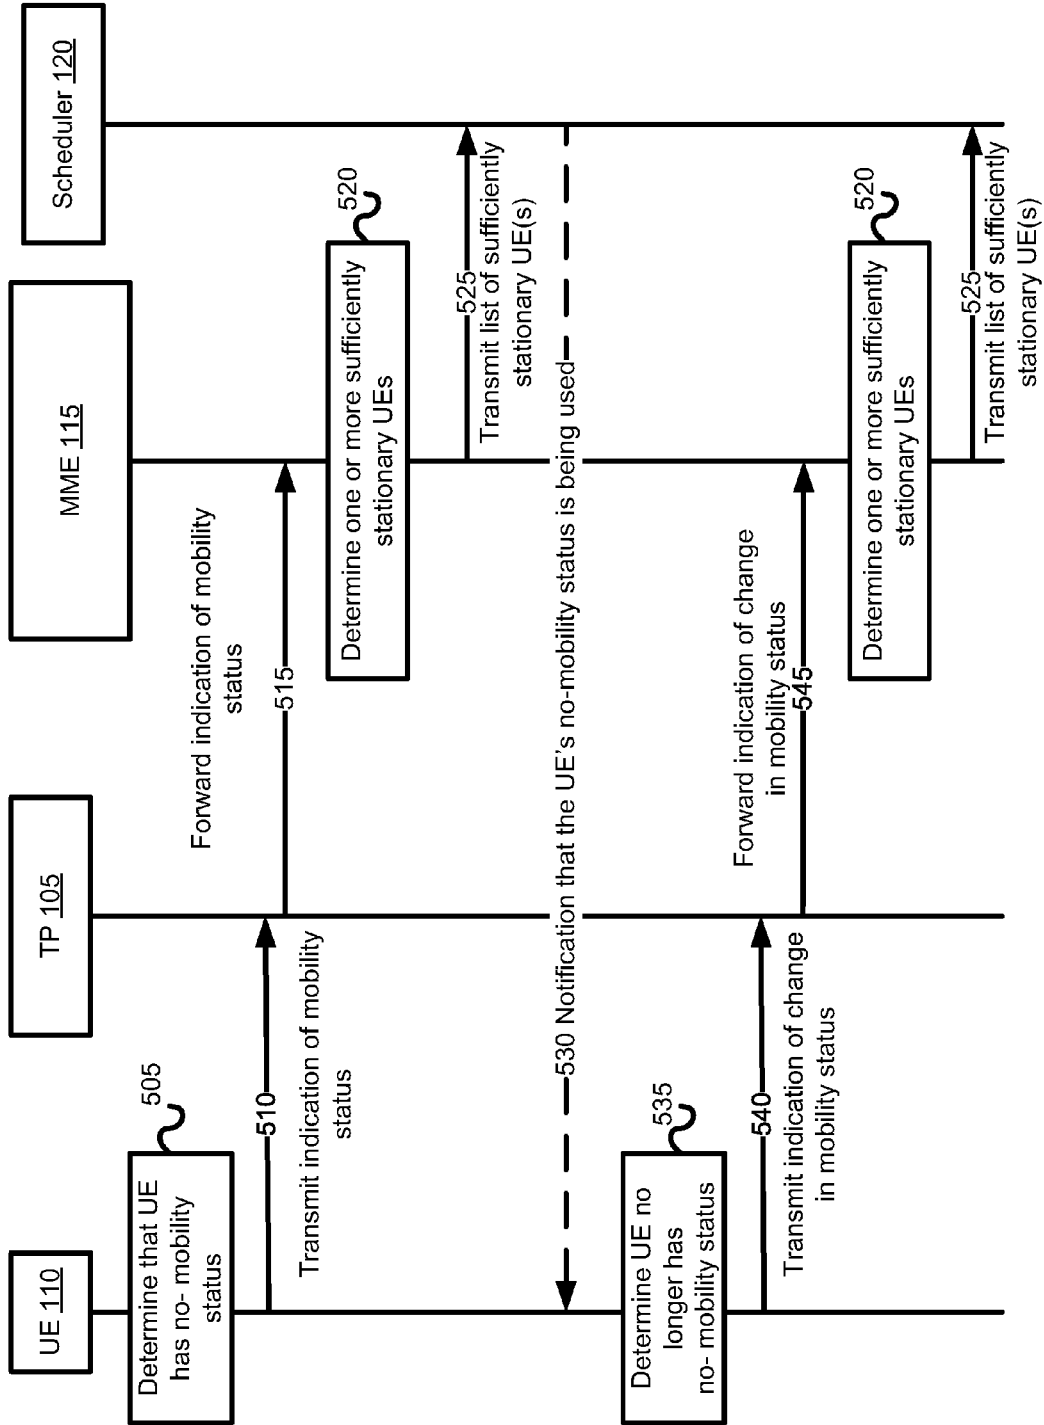 UE 110
TP 105
MME 115
Scheduler 120
Determine that UE
has no- mobility
status
505
510
Transmit indication of mobility
status
Forward indication of mobility
status
515
Determine one or more sufficiently
stationary UEs
520
525
Transmit list of sufficiently
stationary UE(s)
530 Notification that the UE's no-mobility status is being used
Determine UE no
longer has
no- mobility status
535
540
Transmit indication of change
in mobility status
Forward indication of change
in mobility status
545
Determine one or more sufficiently
stationary UEs
520
525
Transmit list of sufficiently
stationary UE(s)